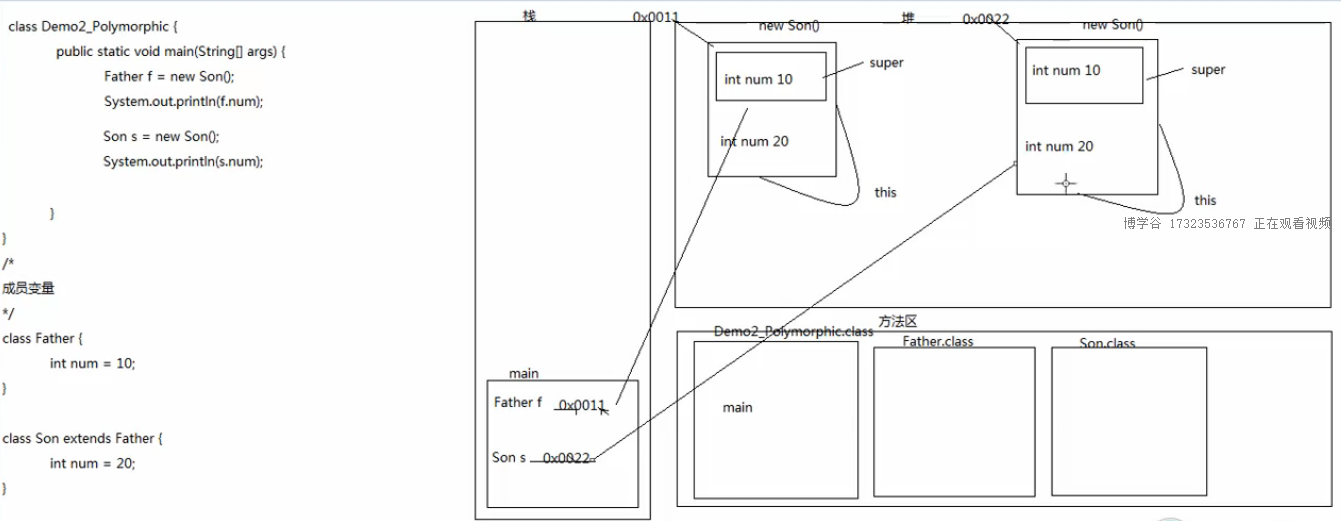 class Demo2_Polymorphic {
public static void main(String[] args) {
Father f = new Son();
System.out.println(f.num);
Son s = new Son();
System.out.println(s.num);
}
}
/*
成员变量
*/
class Father {
int num = 10;
}
class Son extends Father {
int num = 20;
}
栈
main
Father f 0x0011
Son s 0x0022
堆
0x0011
new Son()
int num 10
super
int num 20
this
0x0022
new Son()
int num 10
super
int num 20
this
博学谷 17323536767 正在观看视频
方法区
Demo2_Polymorphic.class
main
Father.class
Son.class